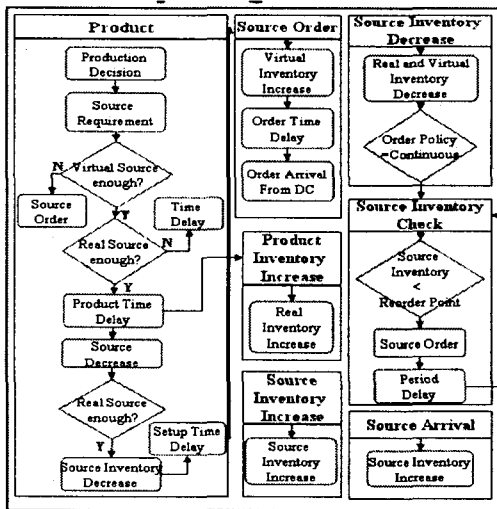 Product
Production
Decision
Source
Requirement
N
Virtual Source
enough?
Source
Order
Y
Time
Delay
Real Source
enough?
N
Y
Product Time
Delay
Source
Decrease
Real Source
enough?
Y
Setup Time
Delay
Source Inventory
Decrease
Source Order
Virtual
Inventory
Increase
Order Time
Delay
Order Arrival
From DC
Product
Inventory
Increase
Real
Inventory
Increase
Source
Inventory
Increase
Source
Inventory
Increase
Source Inventory
Decrease
Real and Virtual
Inventory
Decrease
Order Policy
=Continuous
Source Inventory
Check
Source
Inventory
<
Reorder Point
Source Order
Period
Delay
Source Arrival
Source Inventory
Increase